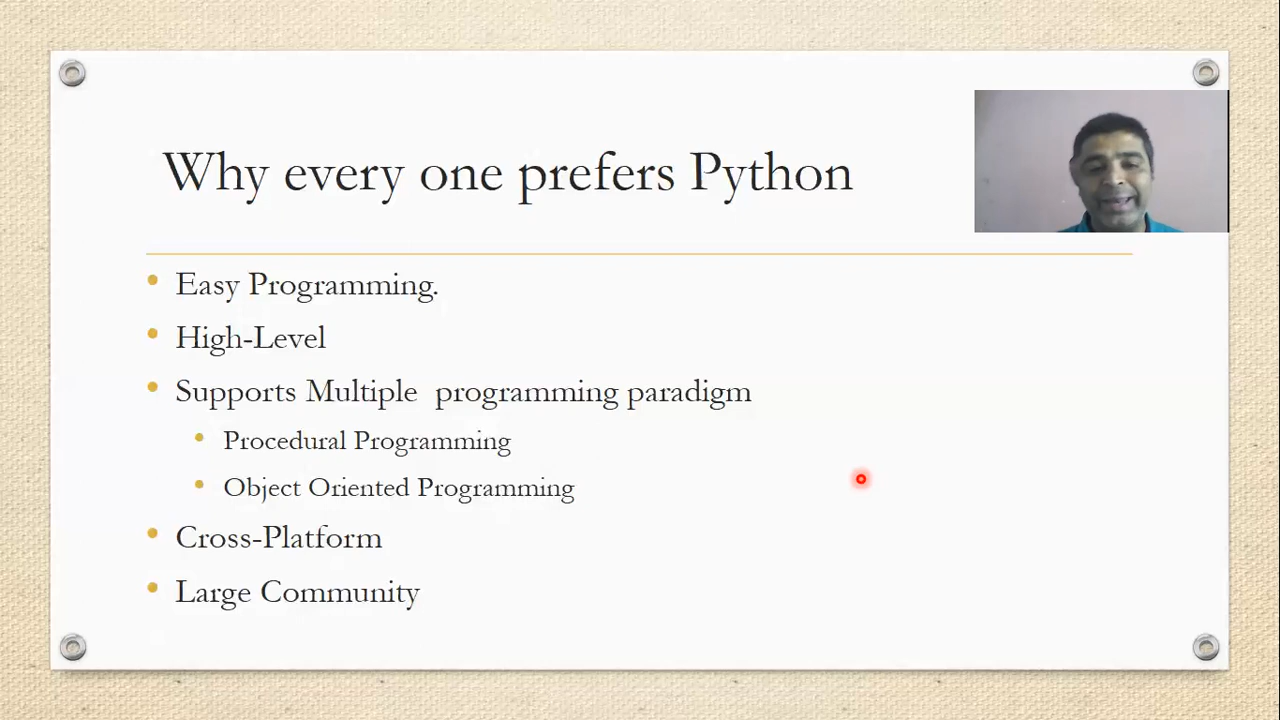 Why every one prefers Python
Easy Programming.
High-Level
Supports Multiple programming paradigm
Procedural Programming
Object Oriented Programming
Cross-Platform
Large Community